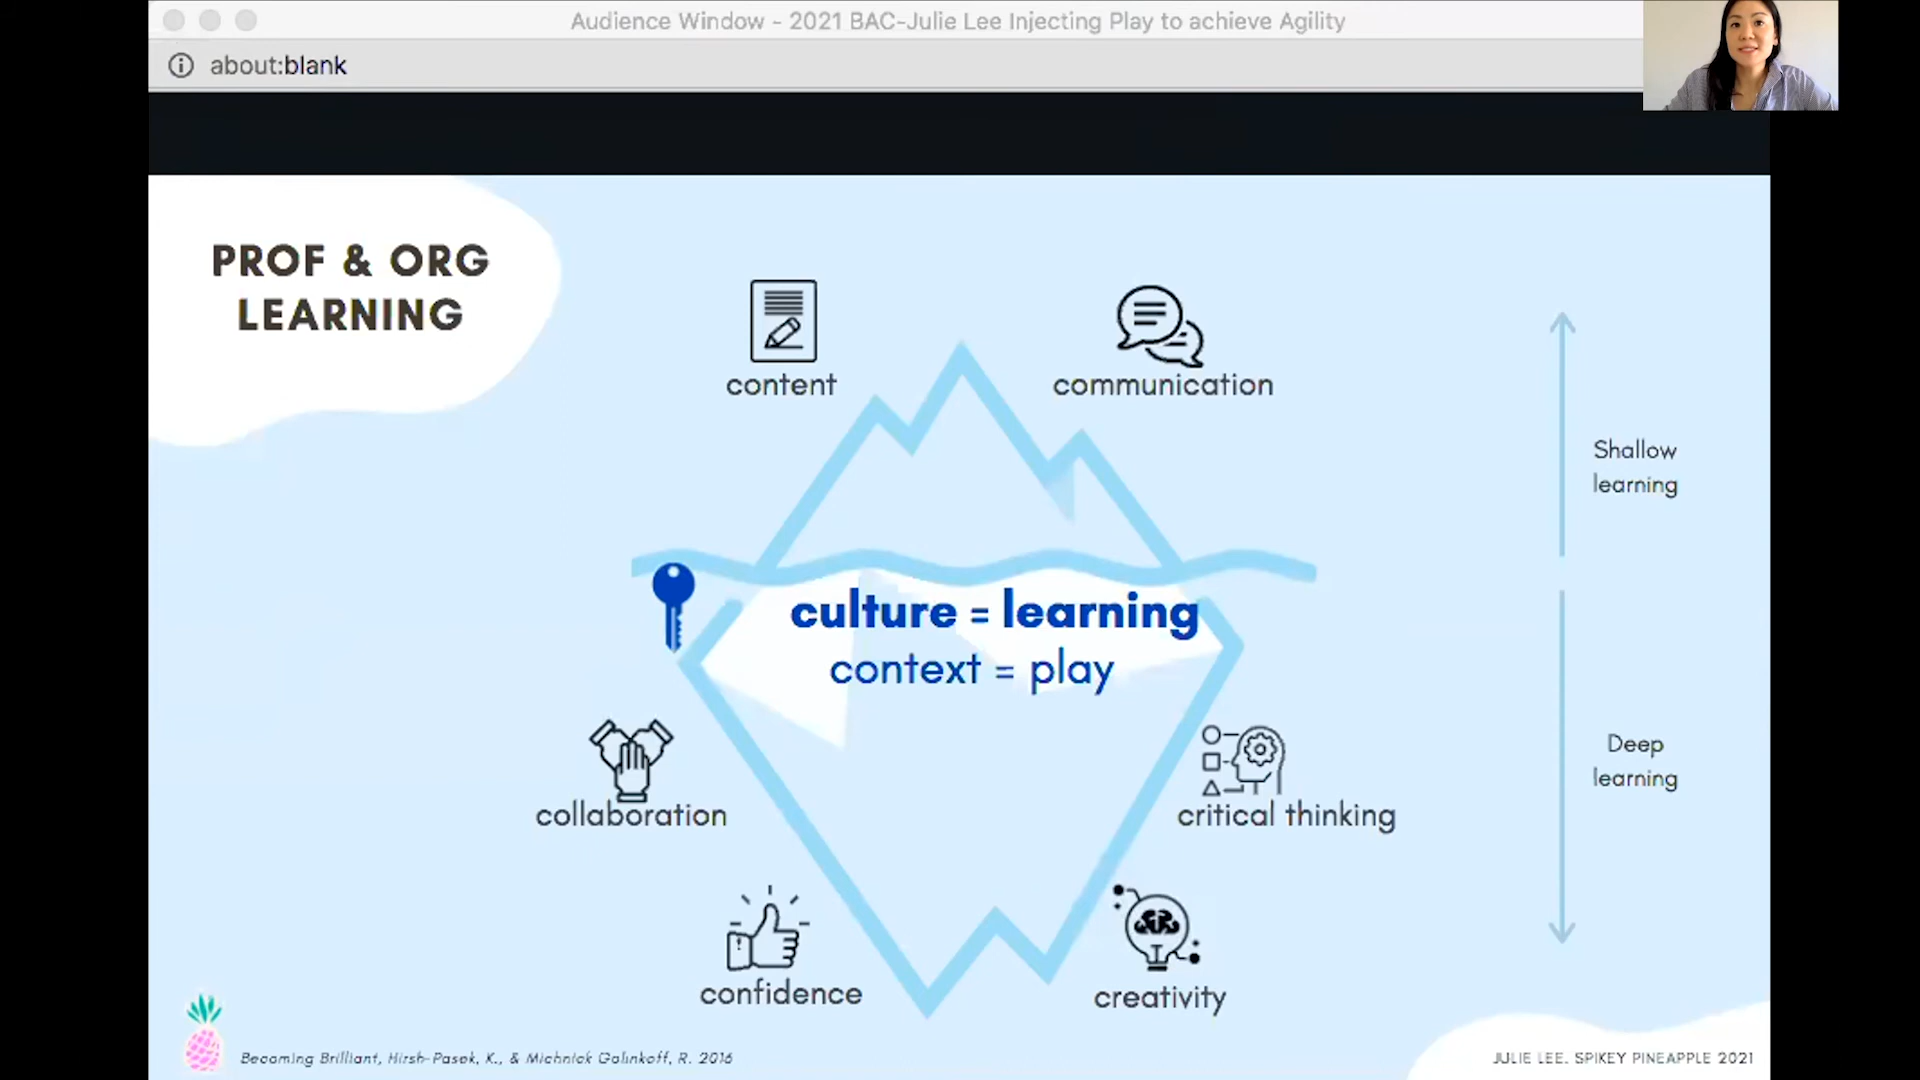 Audience Window - 2021 BAC-Julie Lee Injecting Play to achieve Agility
about:blank
PROF & ORG
LEARNING
content
communication
Shallow
learning
culture = learning
context = play
Deep
learning
collaboration
critical thinking
confidence
creativity
Becoming Brilliant, Hirsh-Pasek, K., & Michnick Golinkoff, R. 2016
JULIE LEE. SPIKEY PINEAPPLE 2021